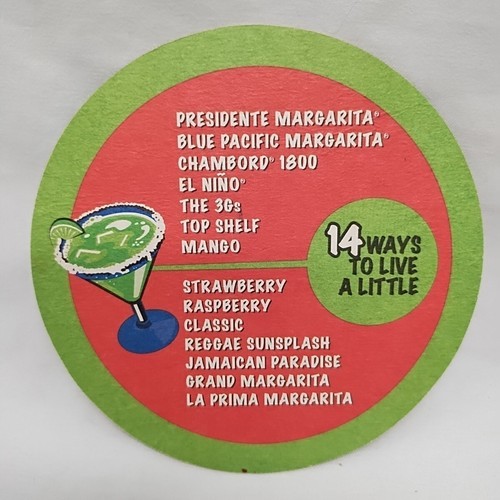 PRESIDENTE MARGARITA®
BLUE PACIFIC MARGARITA®
CHAMBORD® 1800
EL NIÑO®
THE 3Gs
TOP SHELF
MANGO
14 WAYS
TO LIVE
A LITTLE
STRAWBERRY
RASPBERRY
CLASSIC
REGGAE SUNSPLASH
JAMAICAN PARADISE
GRAND MARGARITA
LA PRIMA MARGARITA